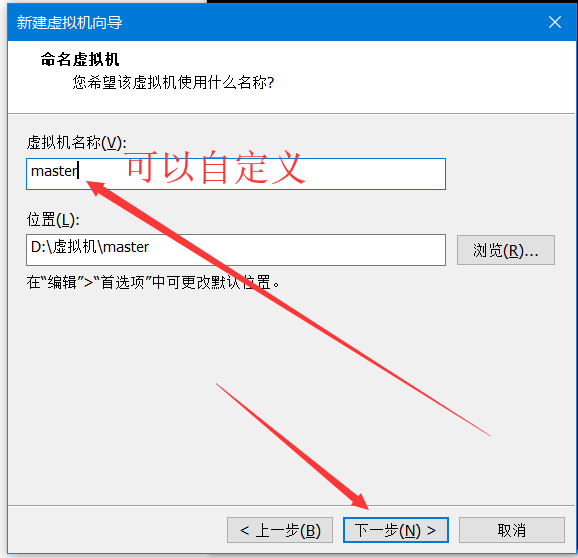 新建虚拟机向导
命名虚拟机
您希望该虚拟机使用什么名称?
虚拟机名称(V):
master
可以自定义
位置(L):
D:\虚拟机\master
浏览(R)...
在“编辑”>“首选项”中可更改默认位置。
< 上一步(B)
下一步(N) >
取消